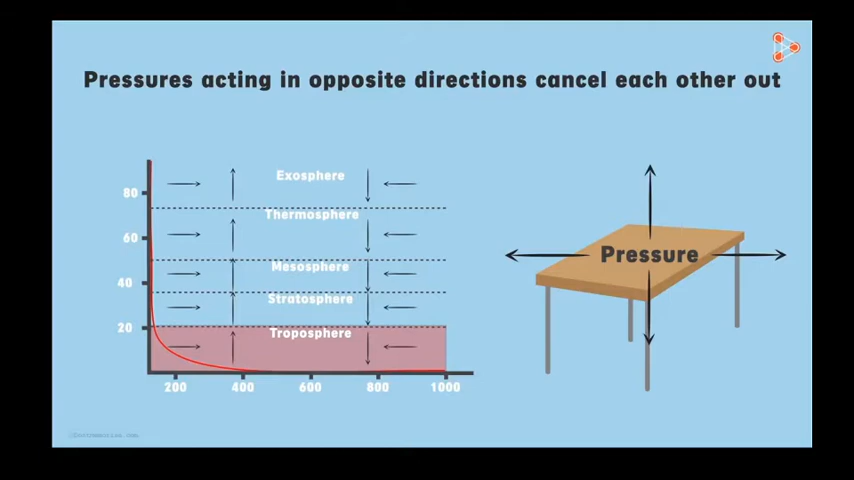 Pressures acting in opposite directions cancel each other out
80
60
40
20
Exosphere
Thermosphere
Mesosphere
Stratosphere
Troposphere
200 400 600 800 1000
Pressure